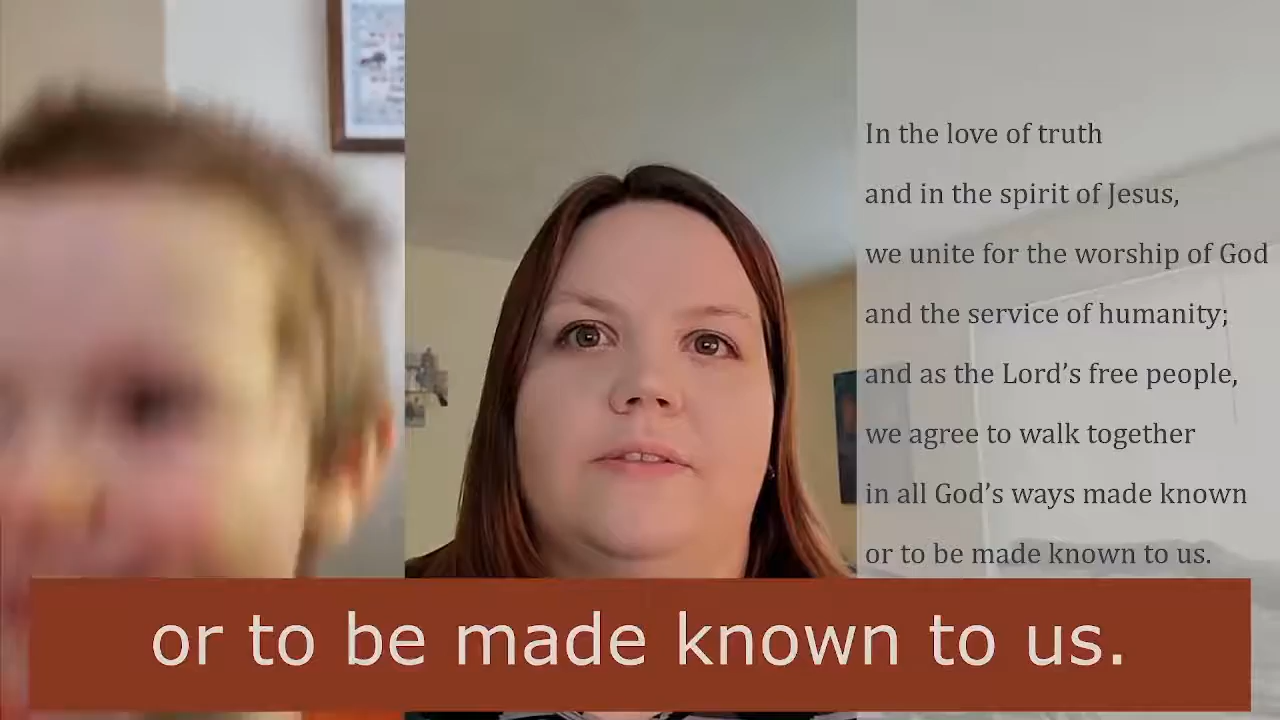 In the love of truth
and in the spirit of Jesus,
we unite for the worship of God
and the service of humanity;
and as the Lord’s free people,
we agree to walk together
in all God’s ways made known
or to be made known to us.
or to be made known to us.